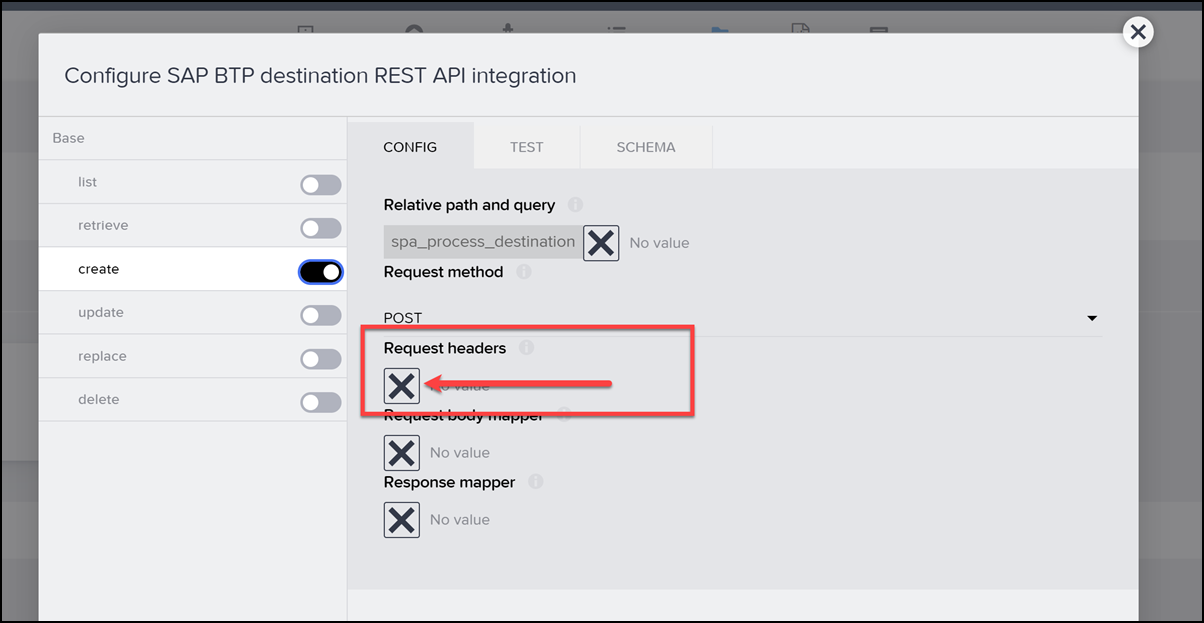 Configure SAP BTP destination REST API integration
Base
list
retrieve
create
update
replace
delete
CONFIG TEST SCHEMA
Relative path and query
spa_process_destination No value
Request method
POST
Request headers
No value
Request body mapper
No value
Response mapper
No value